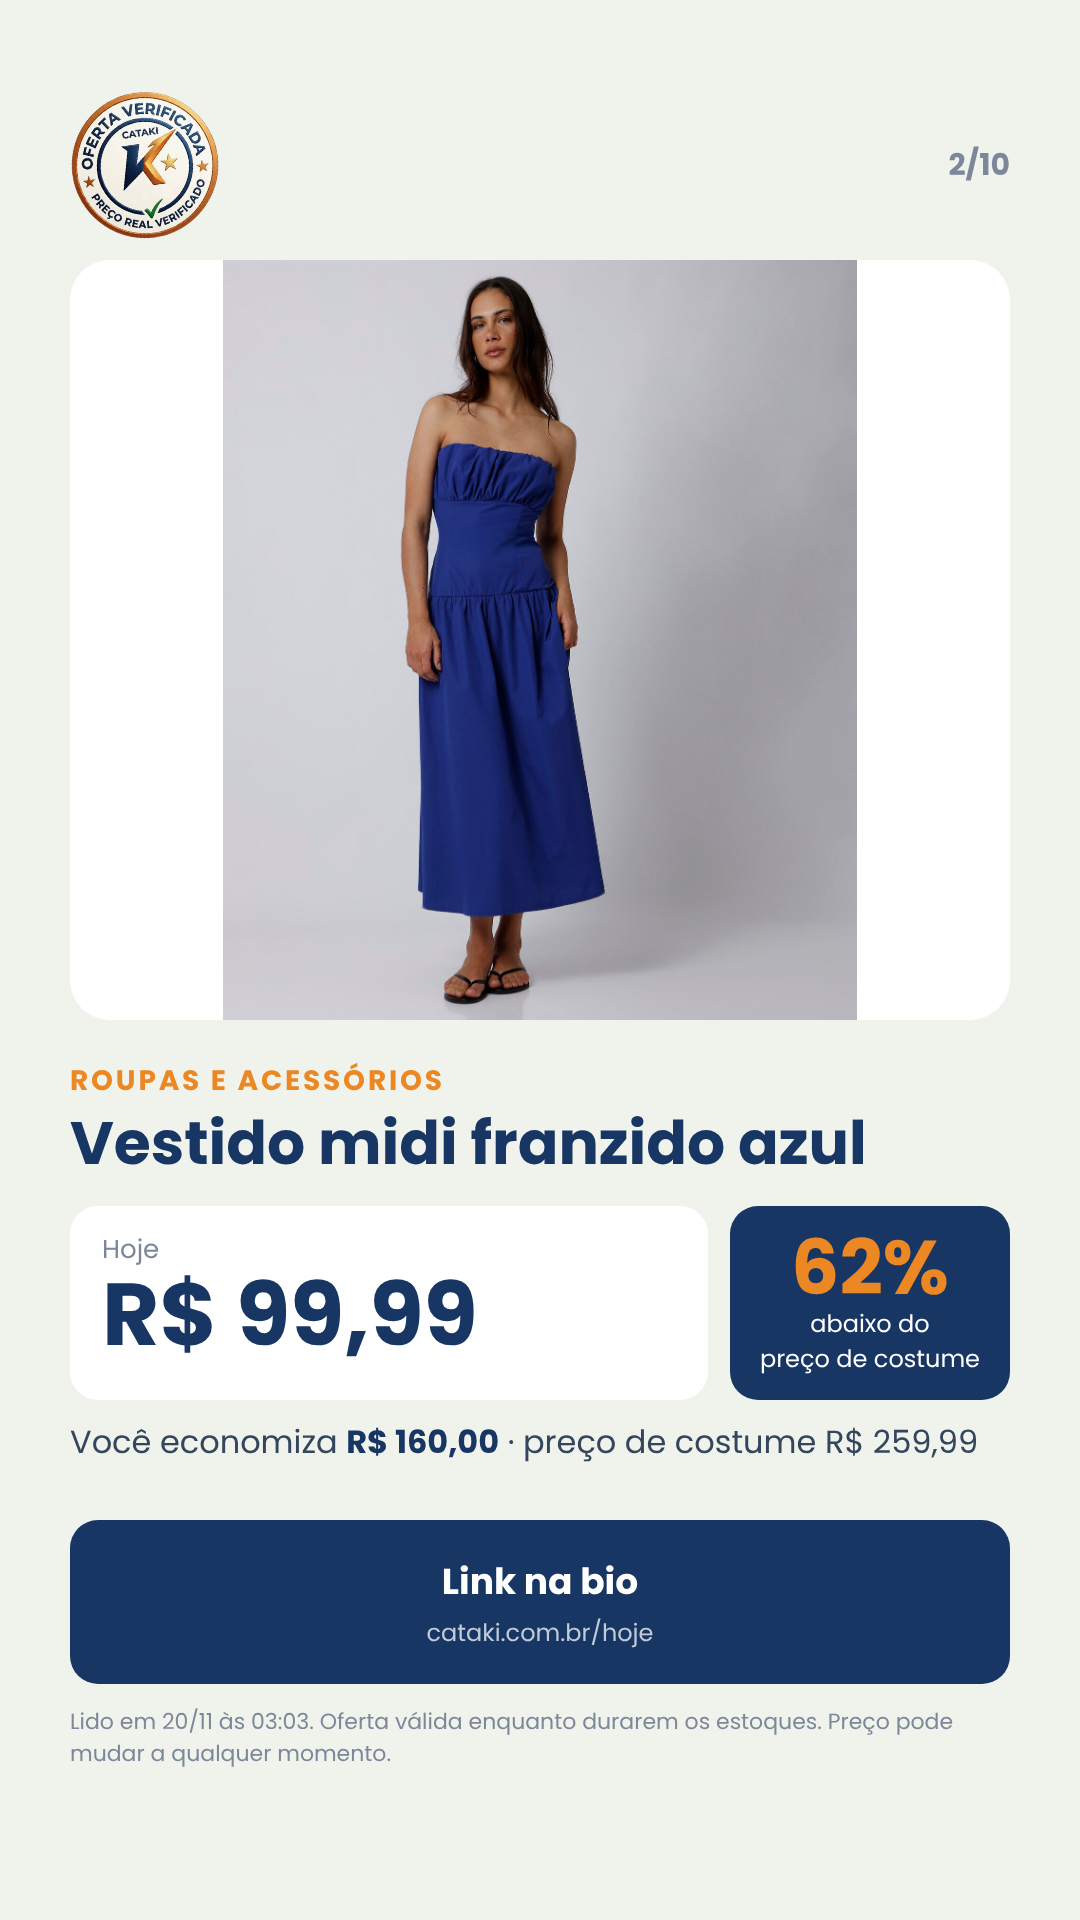 OFERTA VERIFICADA
CATAKI
K
PREÇO REAL VERIFICADO
2/10
ROUPAS E ACESSÓRIOS
Vestido midi franzido azul
Hoje
R$ 99,99
62%
abaixo do
preço de costume
Você economiza R$ 160,00 · preço de costume R$ 259,99
Link na bio
cataki.com.br/hoje
Lido em 20/11 às 03:03. Oferta válida enquanto durarem os estoques. Preço pode
mudar a qualquer momento.